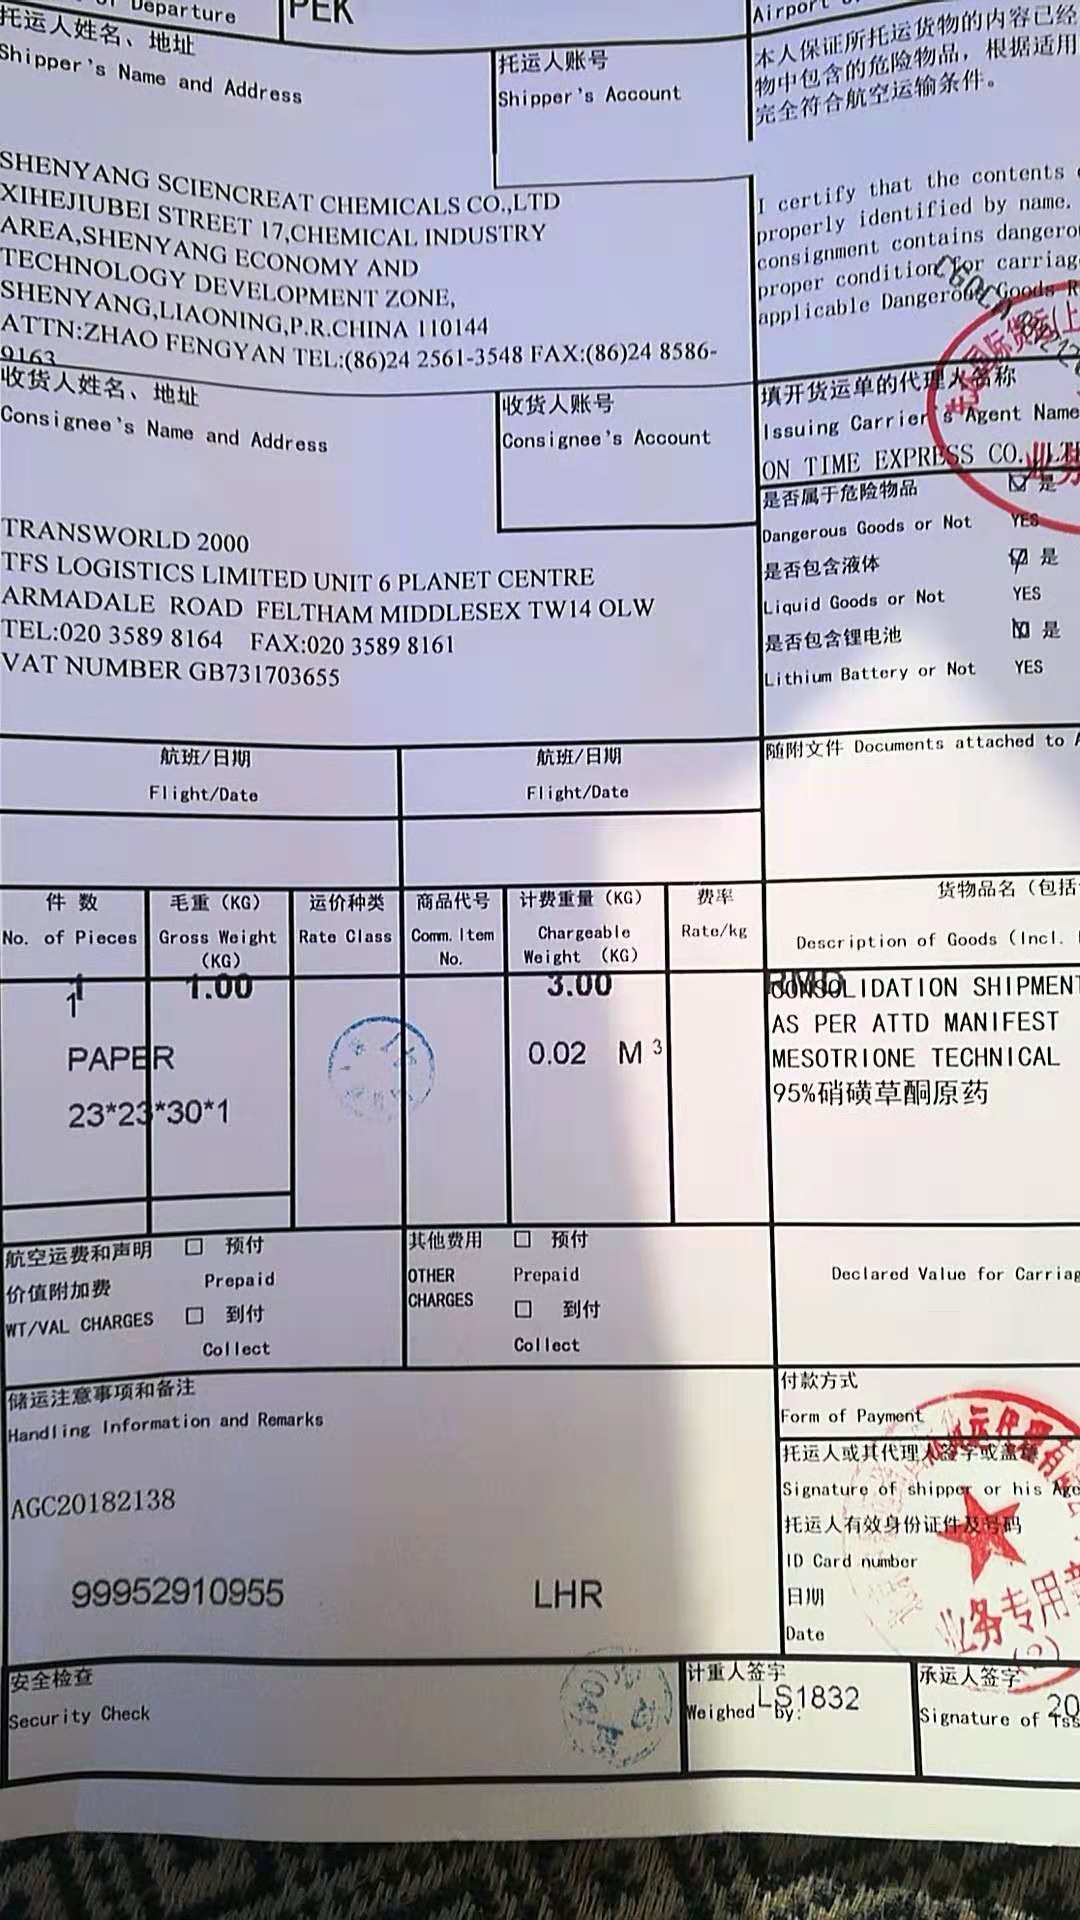 Departure
PEK
Airport
托运人姓名、地址
Shipper's Name and Address
托运人账号
Shipper's Account
本人保证所托运货物的内容已经
物中包含的危险物品，根据适用
完全符合航空运输条件。
SHENYANG SCIENCREAT CHEMICALS CO.,LTD
XIHEJIUBEI STREET 17,CHEMICAL INDUSTRY
AREA,SHENYANG ECONOMY AND
TECHNOLOGY DEVELOPMENT ZONE,
SHENYANG,LIAONING,P.R.CHINA 110144
ATTN:ZHAO FENGYAN TEL:(86)24 2561-3548 FAX:(86)24 8586-
9163
I certify that the contents
properly identified by name.
consignment contains dangerou
proper condition for carriag
applicable Dangerous Goods R
收货人姓名、地址
Consignee's Name and Address
收货人账号
Consignee's Account
填开货运单的代理人名称
Issuing Carrier's Agent Name
ON TIME EXPRESS CO. LT
是否属于危险物品 是
Dangerous Goods or Not YES
是否包含液体 是
Liquid Goods or Not YES
是否包含锂电池 是
Lithium Battery or Not YES
TRANSWORLD 2000
TFS LOGISTICS LIMITED UNIT 6 PLANET CENTRE
ARMADALE ROAD FELTHAM MIDDLESEX TW14 OLW
TEL:020 3589 8164 FAX:020 3589 8161
VAT NUMBER GB731703655
航班/日期
Flight/Date
航班/日期
Flight/Date
随附文件 Documents attached to A
件 数
No. of Pieces
毛重（KG）
Gross Weight
(KG)
运价种类
Rate Class
商品代号
Comm. Item
No.
计费重量（KG）
Chargeable
Weight (KG)
费率
Rate/kg
货物品名（包括
Description of Goods (Incl.
1
1
1.00
3.00
PAPER
0.02 M³
23*23*30*1
CONSOLIDATION SHIPMENT
AS PER ATTD MANIFEST
MESOTRIONE TECHNICAL
95%硝磺草酮原药
航空运费和声明
价值附加费
WT/VAL CHARGES
预付
Prepaid
到付
Collect
其他费用
OTHER
CHARGES
预付
Prepaid
到付
Collect
Declared Value for Carriag
储运注意事项和备注
Handling Information and Remarks
AGC20182138
99952910955
LHR
付款方式
Form of Payment
托运人或其代理人签字或盖章
Signature of shipper or his Age
托运人有效身份证件及号码
ID Card number
日期
Date
业务专用章
(2)
安全检查
Security Check
计重人签字
Weighed by:
LS1832
承运人签字
Signature of Iss
20